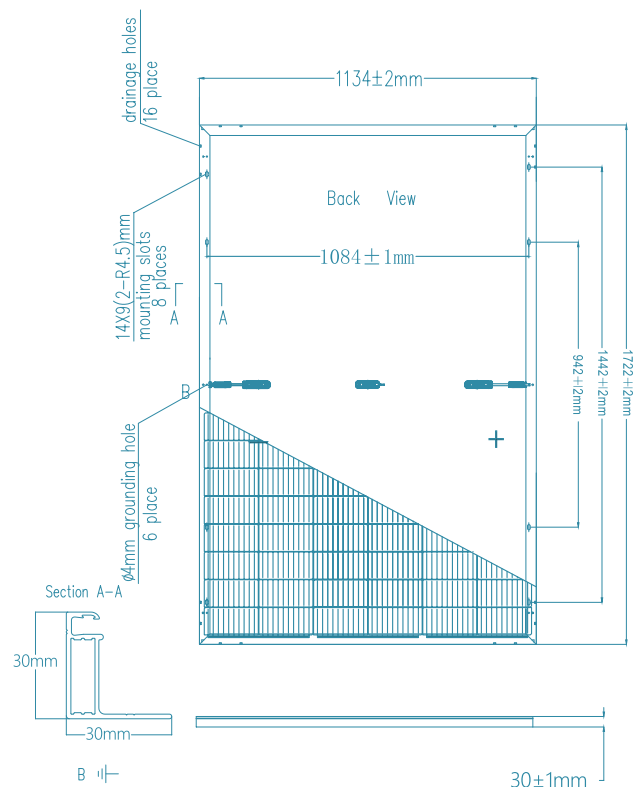 drainage holes
16 place
1134±2mm
Back View
1084±1mm
14X9(2-R4.5)mm
mounting slots
8 places
A A
942±2mm
1442±2mm
1722±2mm
B
ø4mm grounding hole
6 place
Section A-A
30mm
30mm
B
30±1mm